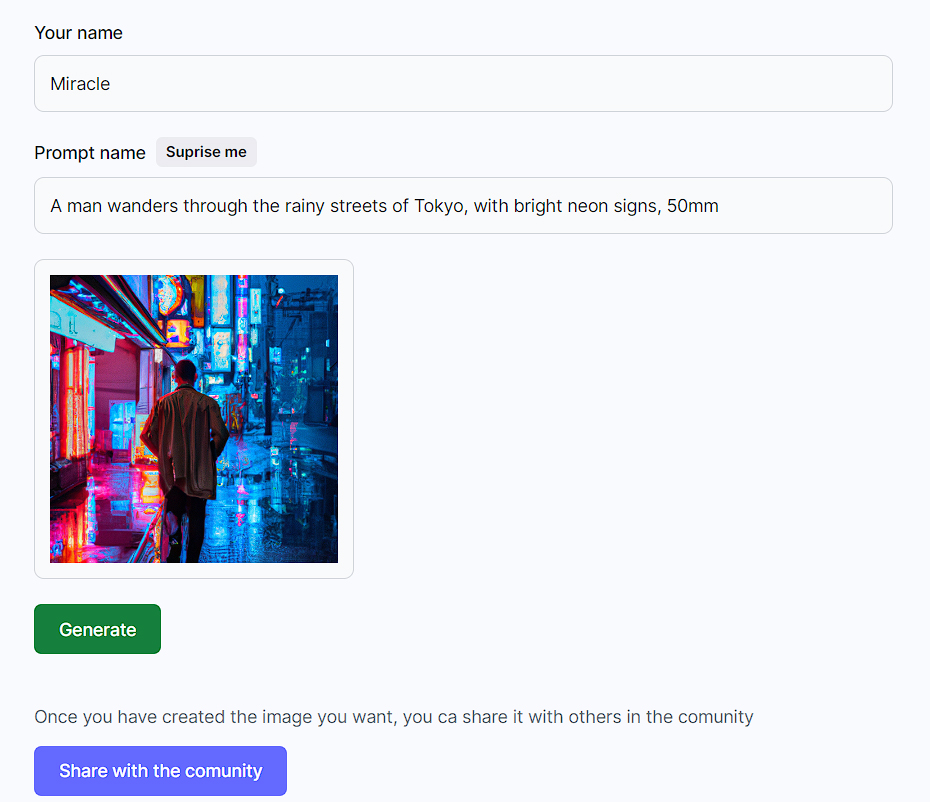 Your name
Miracle
Prompt name Suprise me
A man wanders through the rainy streets of Tokyo, with bright neon signs, 50mm
Generate
Once you have created the image you want, you ca share it with others in the comunity
Share with the comunity